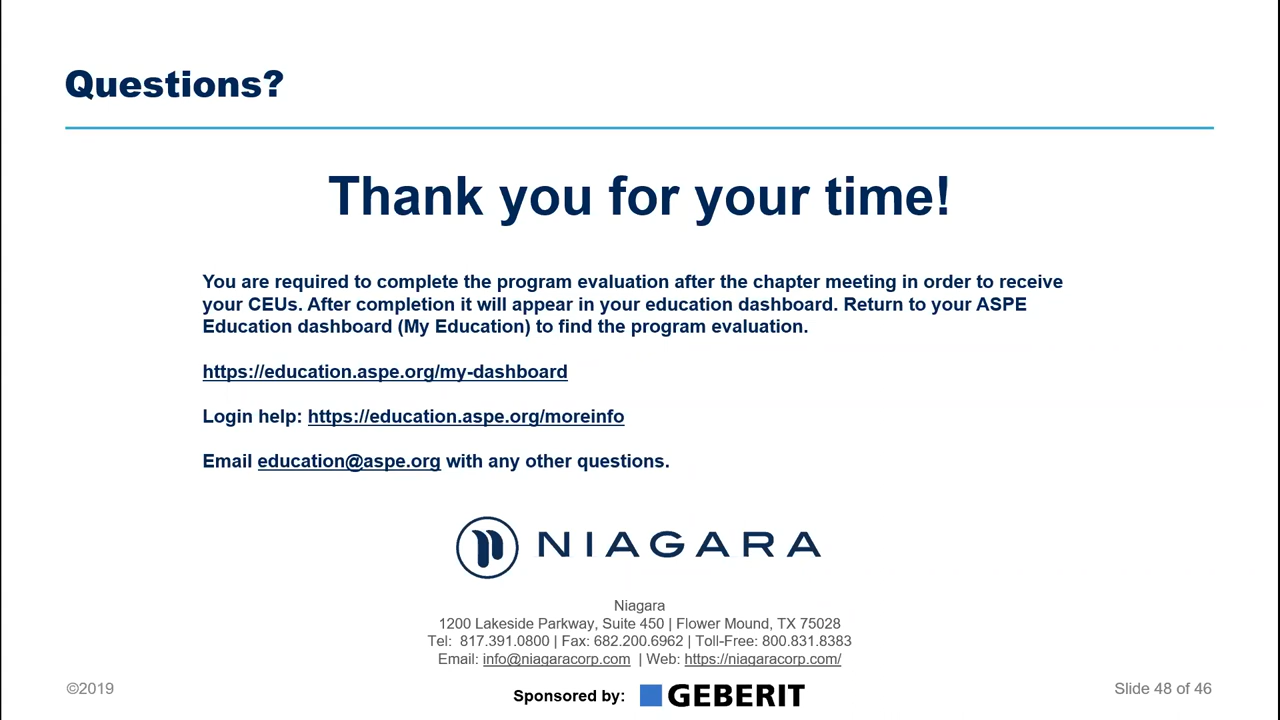 Questions?
Thank you for your time!
You are required to complete the program evaluation after the chapter meeting in order to receive
your CEUs. After completion it will appear in your education dashboard. Return to your ASPE
Education dashboard (My Education) to find the program evaluation.
https://education.aspe.org/my-dashboard
Login help: https://education.aspe.org/moreinfo
Email education@aspe.org with any other questions.
NIAGARA
Niagara
1200 Lakeside Parkway, Suite 450 | Flower Mound, TX 75028
Tel:  817.391.0800 | Fax: 682.200.6962 | Toll-Free: 800.831.8383
Email: info@niagaracorp.com  | Web: https://niagaracorp.com/
©2019
Sponsored by: GEBERIT
Slide 48 of 46